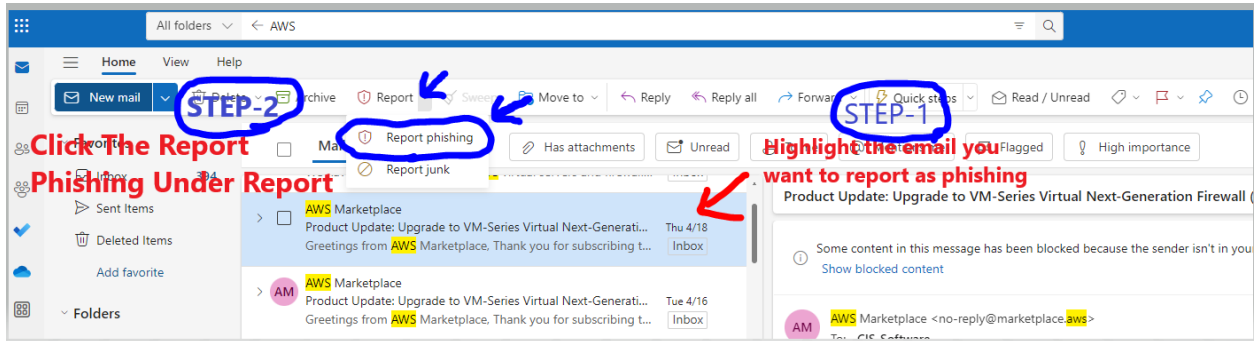 All folders
AWS
Home View Help
New mail Delete Archive Report Sweep Move to Reply Reply all Forward Quick steps Read / Unread
STEP-2
STEP-1
Report phishing
Report junk
Has attachments Unread Flagged High importance
Click The Report
Phishing Under Report
Highlight the email you
want to report as phishing
Favorites
Inbox 394
Sent Items
Deleted Items
Add favorite
Folders
Inbox
AWS Marketplace
Product Update: Upgrade to VM-Series Virtual Next-Generati... Thu 4/18
Greetings from AWS Marketplace, Thank you for subscribing t... Inbox
AM
AWS Marketplace
Product Update: Upgrade to VM-Series Virtual Next-Generati... Tue 4/16
Greetings from AWS Marketplace, Thank you for subscribing t... Inbox
Product Update: Upgrade to VM-Series Virtual Next-Generation Firewall (
Some content in this message has been blocked because the sender isn't in your
Show blocked content
AM
AWS Marketplace <no-reply@marketplace.aws>
To: CIS-Software